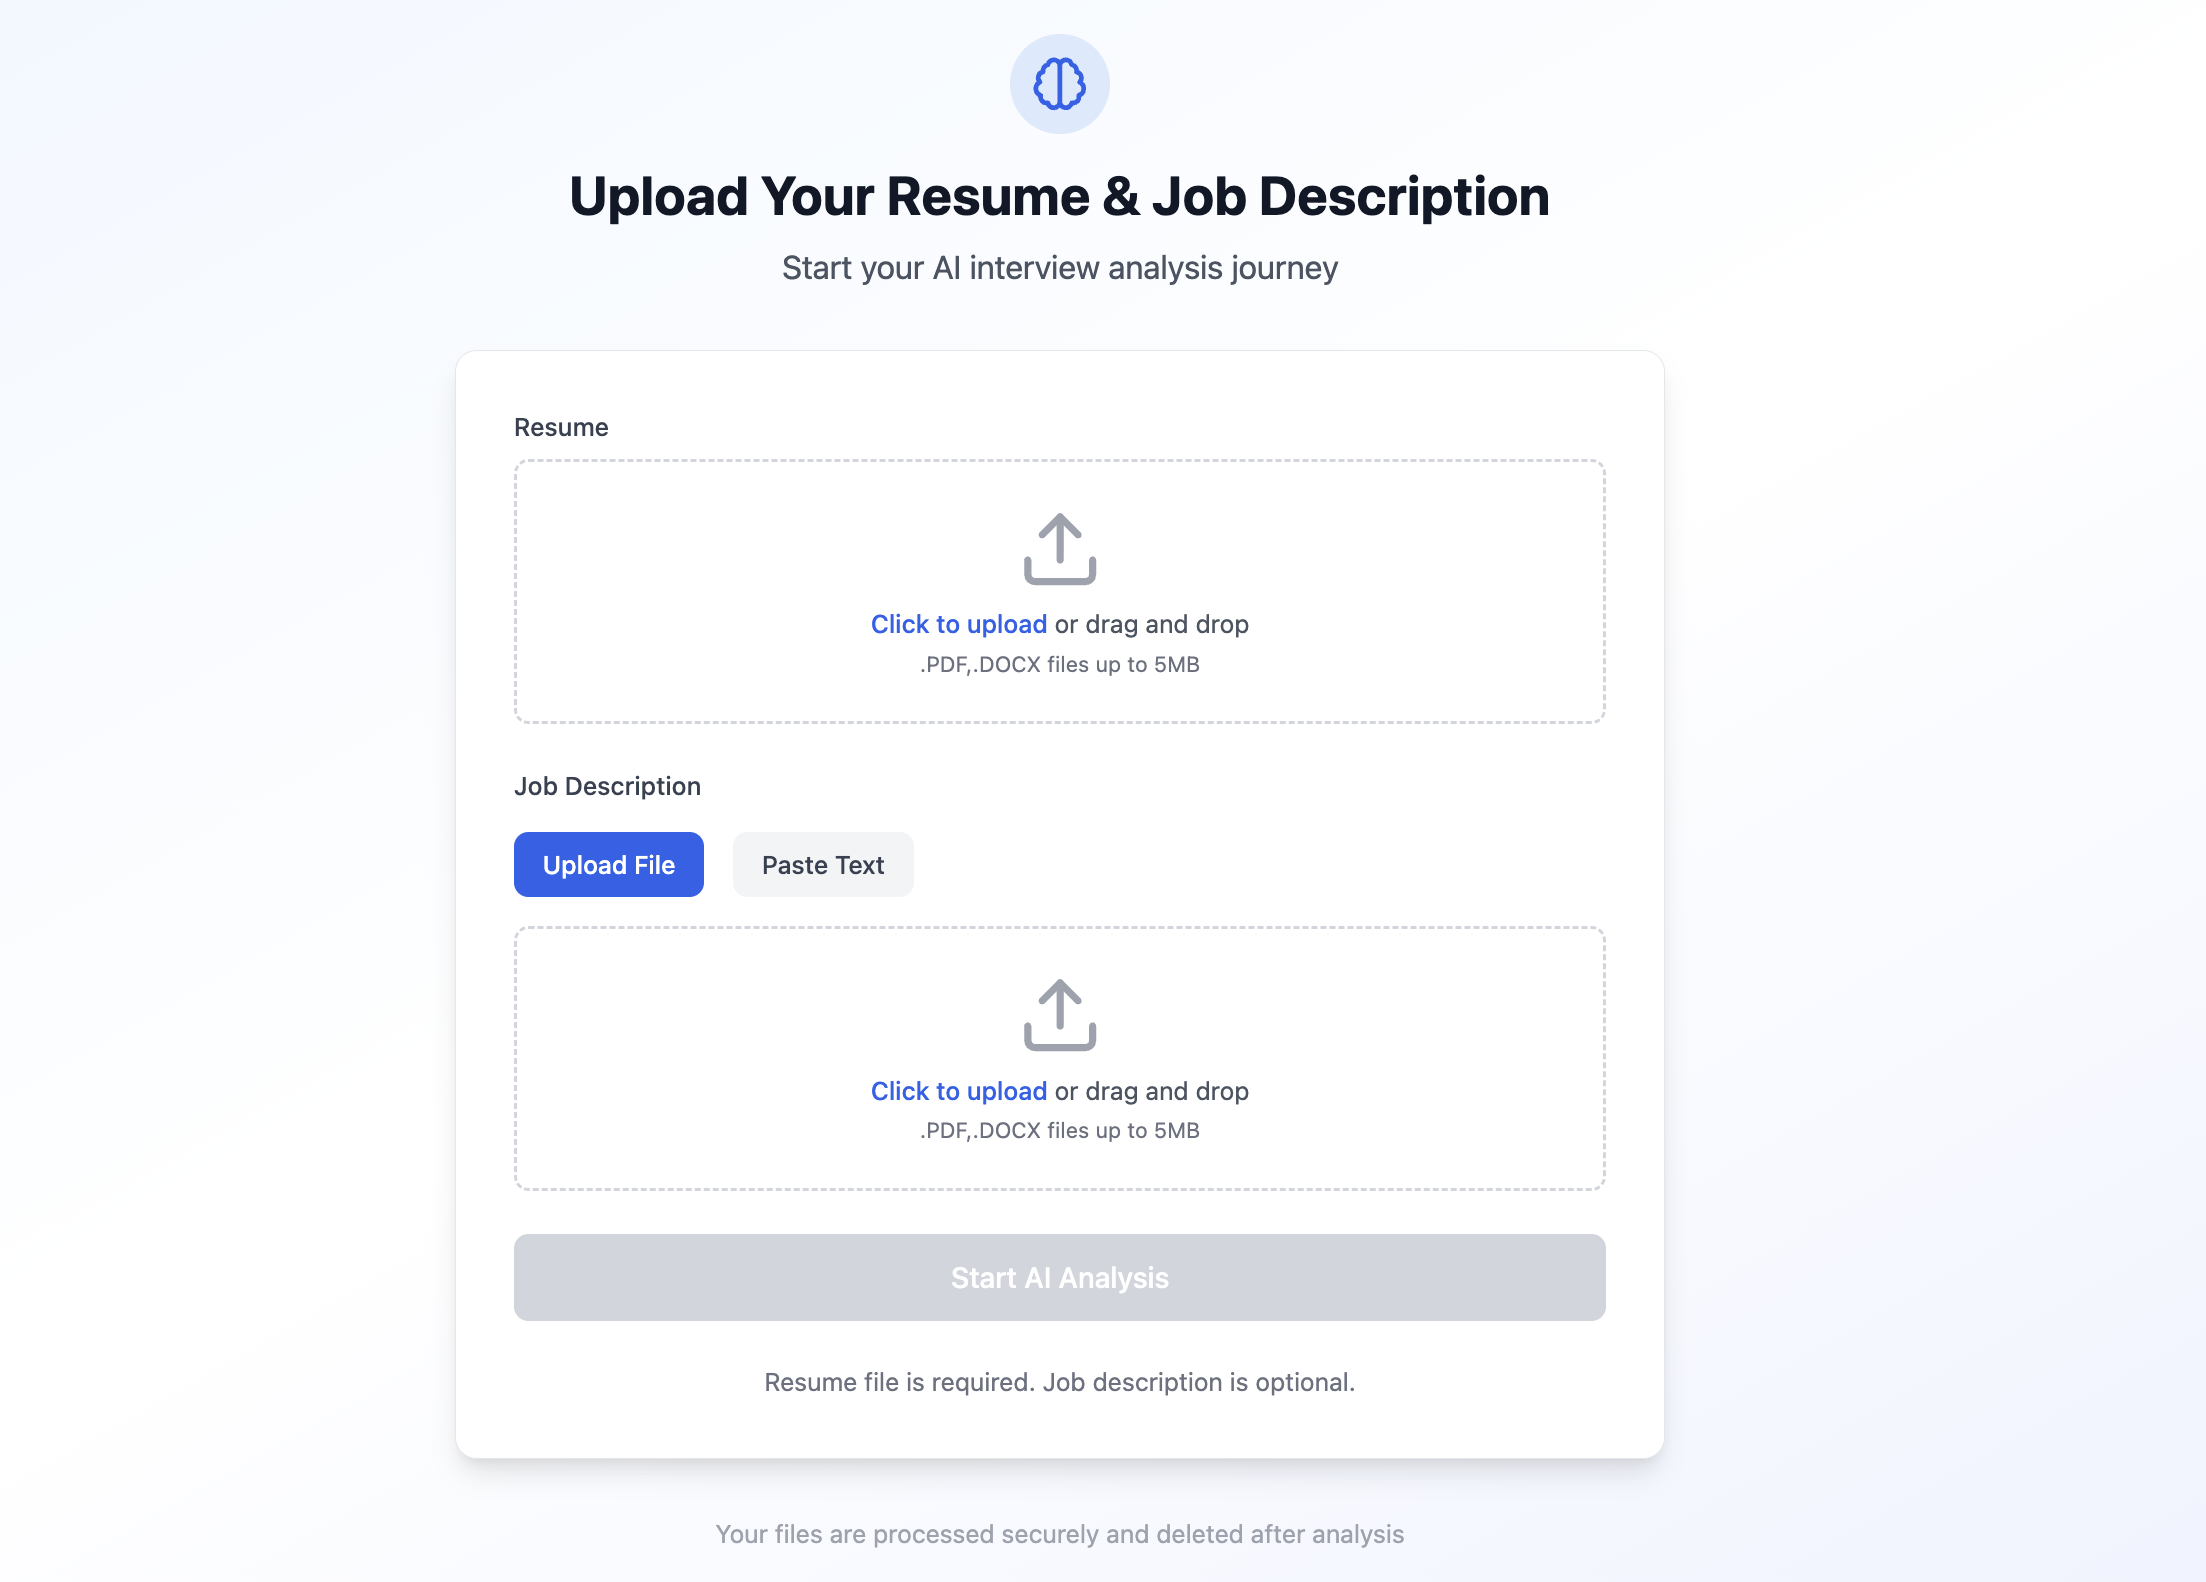 Upload Your Resume & Job Description
Start your AI interview analysis journey
Resume
Click to upload or drag and drop
.PDF,.DOCX files up to 5MB
Job Description
Upload File
Paste Text
Click to upload or drag and drop
.PDF,.DOCX files up to 5MB
Start AI Analysis
Resume file is required. Job description is optional.
Your files are processed securely and deleted after analysis